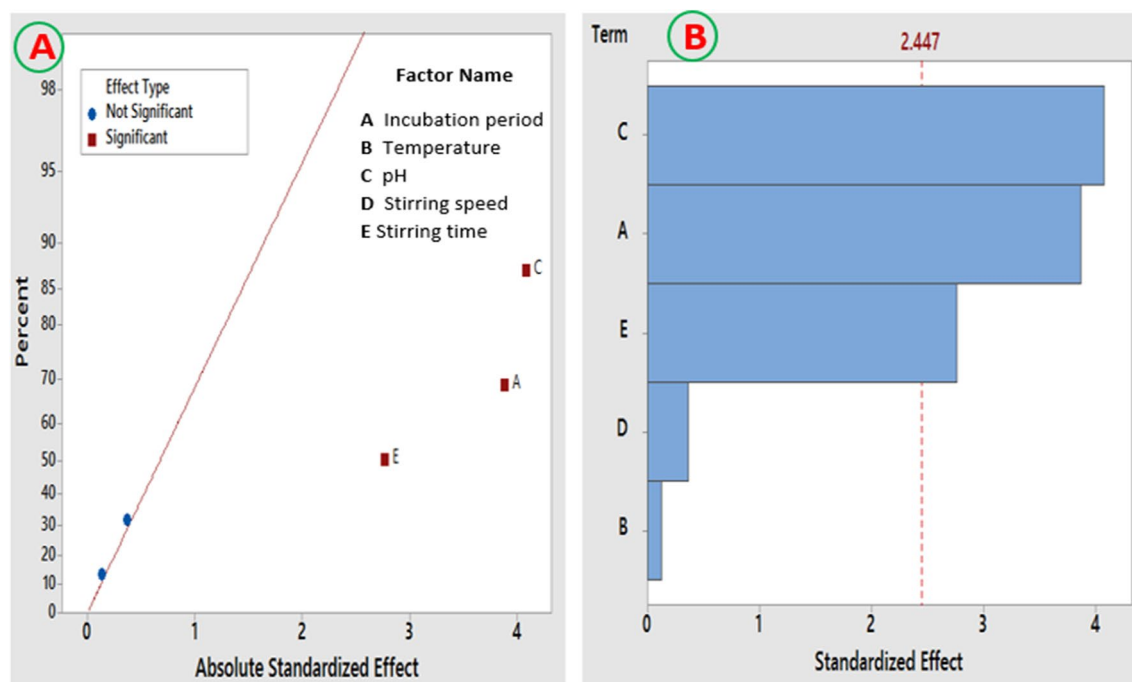 A
Effect Type
Not Significant
Significant
Factor Name
A Incubation period
B Temperature
C pH
D Stirring speed
E Stirring time
98
95
90
85
80
70
60
50
40
30
20
10
0
Percent
C
A
E
0 1 2 3 4
Absolute Standardized Effect
B
Term
2.447
C
A
E
D
B
0 1 2 3 4
Standardized Effect